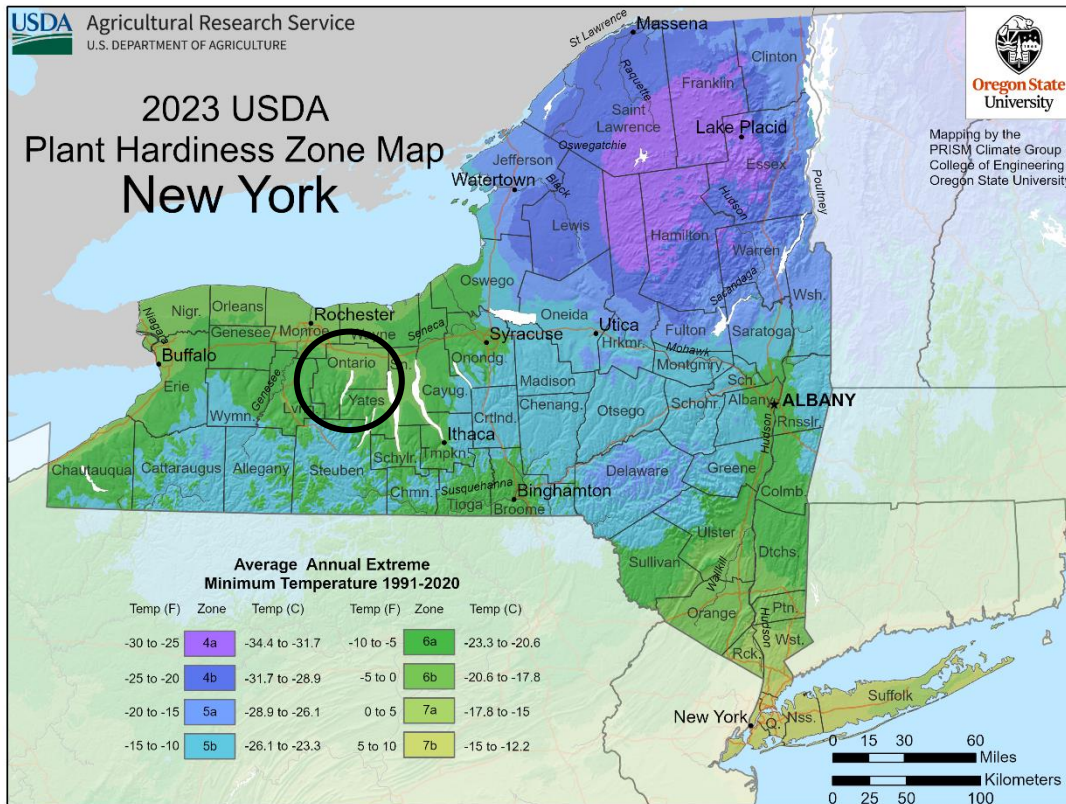 USDA
Agricultural Research Service
U.S. DEPARTMENT OF AGRICULTURE
2023 USDA
Plant Hardiness Zone Map
New York
Oregon State
University
Mapping by the
PRISM Climate Group
College of Engineering
Oregon State University
St Lawrence
Massena
Clinton
Franklin
Raquette
Saint
Lawrence
Lake Placid
Oswegatchie
Essex
Jefferson
Watertown
Black
Hudson
Poultney
Lewis
Hamilton
Warren
Oswego
Sacandaga
Wsh.
Oneida
Nigr.
Orleans
Rochester
Niagara
Genesee
Monroe
Wayne
Seneca
Syracuse
Utica
Hrkmr.
Fulton
Saratoga
Mohawk
Buffalo
Ontario
Onondg.
Madison
Montgmry.
Sch.
Erie
Genesee
Cayug.
Otsego
Schohr.
Albany
ALBANY
Wymn.
Yates
Crtlnd.
Chenang.
Rnsslr.
Ithaca
Hudson
Chautauqua
Cattaraugus
Allegany
Steuben
Schylr.
Tmpkn.
Delaware
Greene
Chmn.
Susquehanna
Tioga
Binghamton
Broome
Colmb.
Ulster
Sullivan
Wallkill
Dtchs.
Orange
Hudson
Ptn.
Wst.
Rck.
Suffolk
New York
Q.
Nss.
Average Annual Extreme
Minimum Temperature 1991-2020
Temp (F) Zone Temp (C) Temp (F) Zone Temp (C)
-30 to -25 4a -34.4 to -31.7 -10 to -5 6a -23.3 to -20.6
-25 to -20 4b -31.7 to -28.9 -5 to 0 6b -20.6 to -17.8
-20 to -15 5a -28.9 to -26.1 0 to 5 7a -17.8 to -15
-15 to -10 5b -26.1 to -23.3 5 to 10 7b -15 to -12.2
0 15 30 60
Miles
Kilometers
0 25 50 100